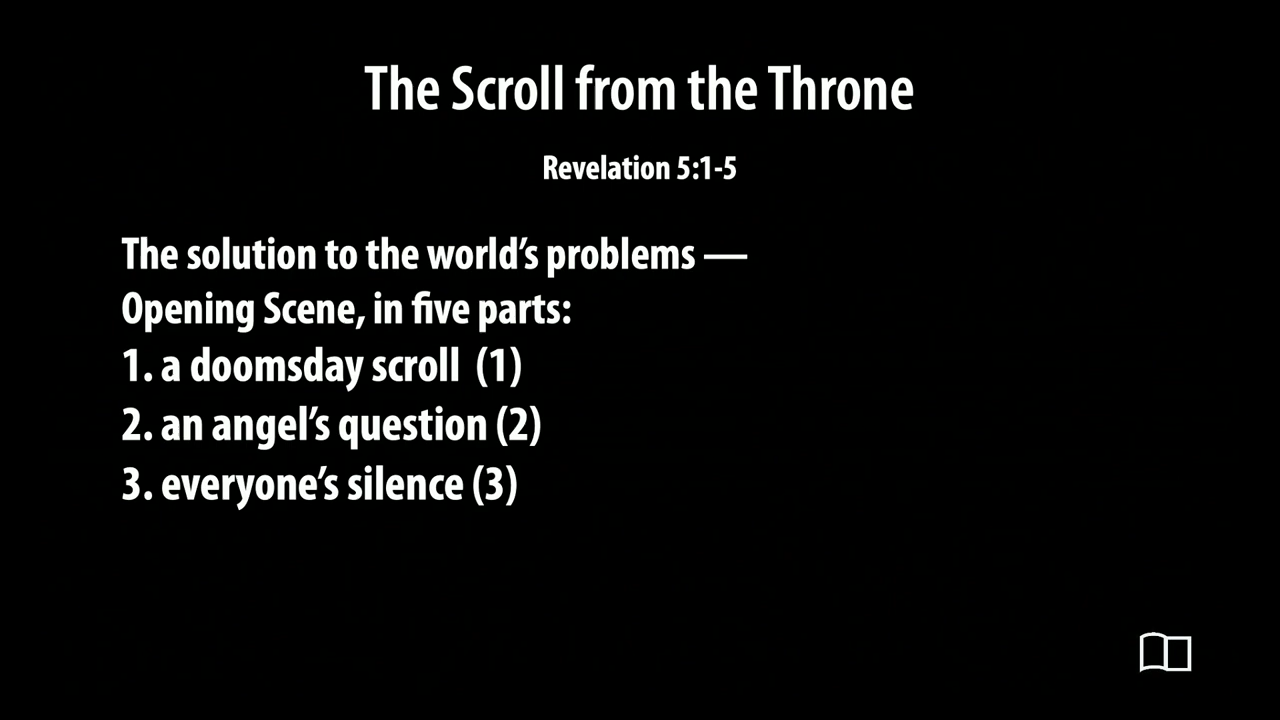 The Scroll from the Throne
Revelation 5:1-5
The solution to the world’s problems —
Opening Scene, in five parts:
1. a doomsday scroll  (1)
2. an angel’s question (2)
3. everyone’s silence (3)